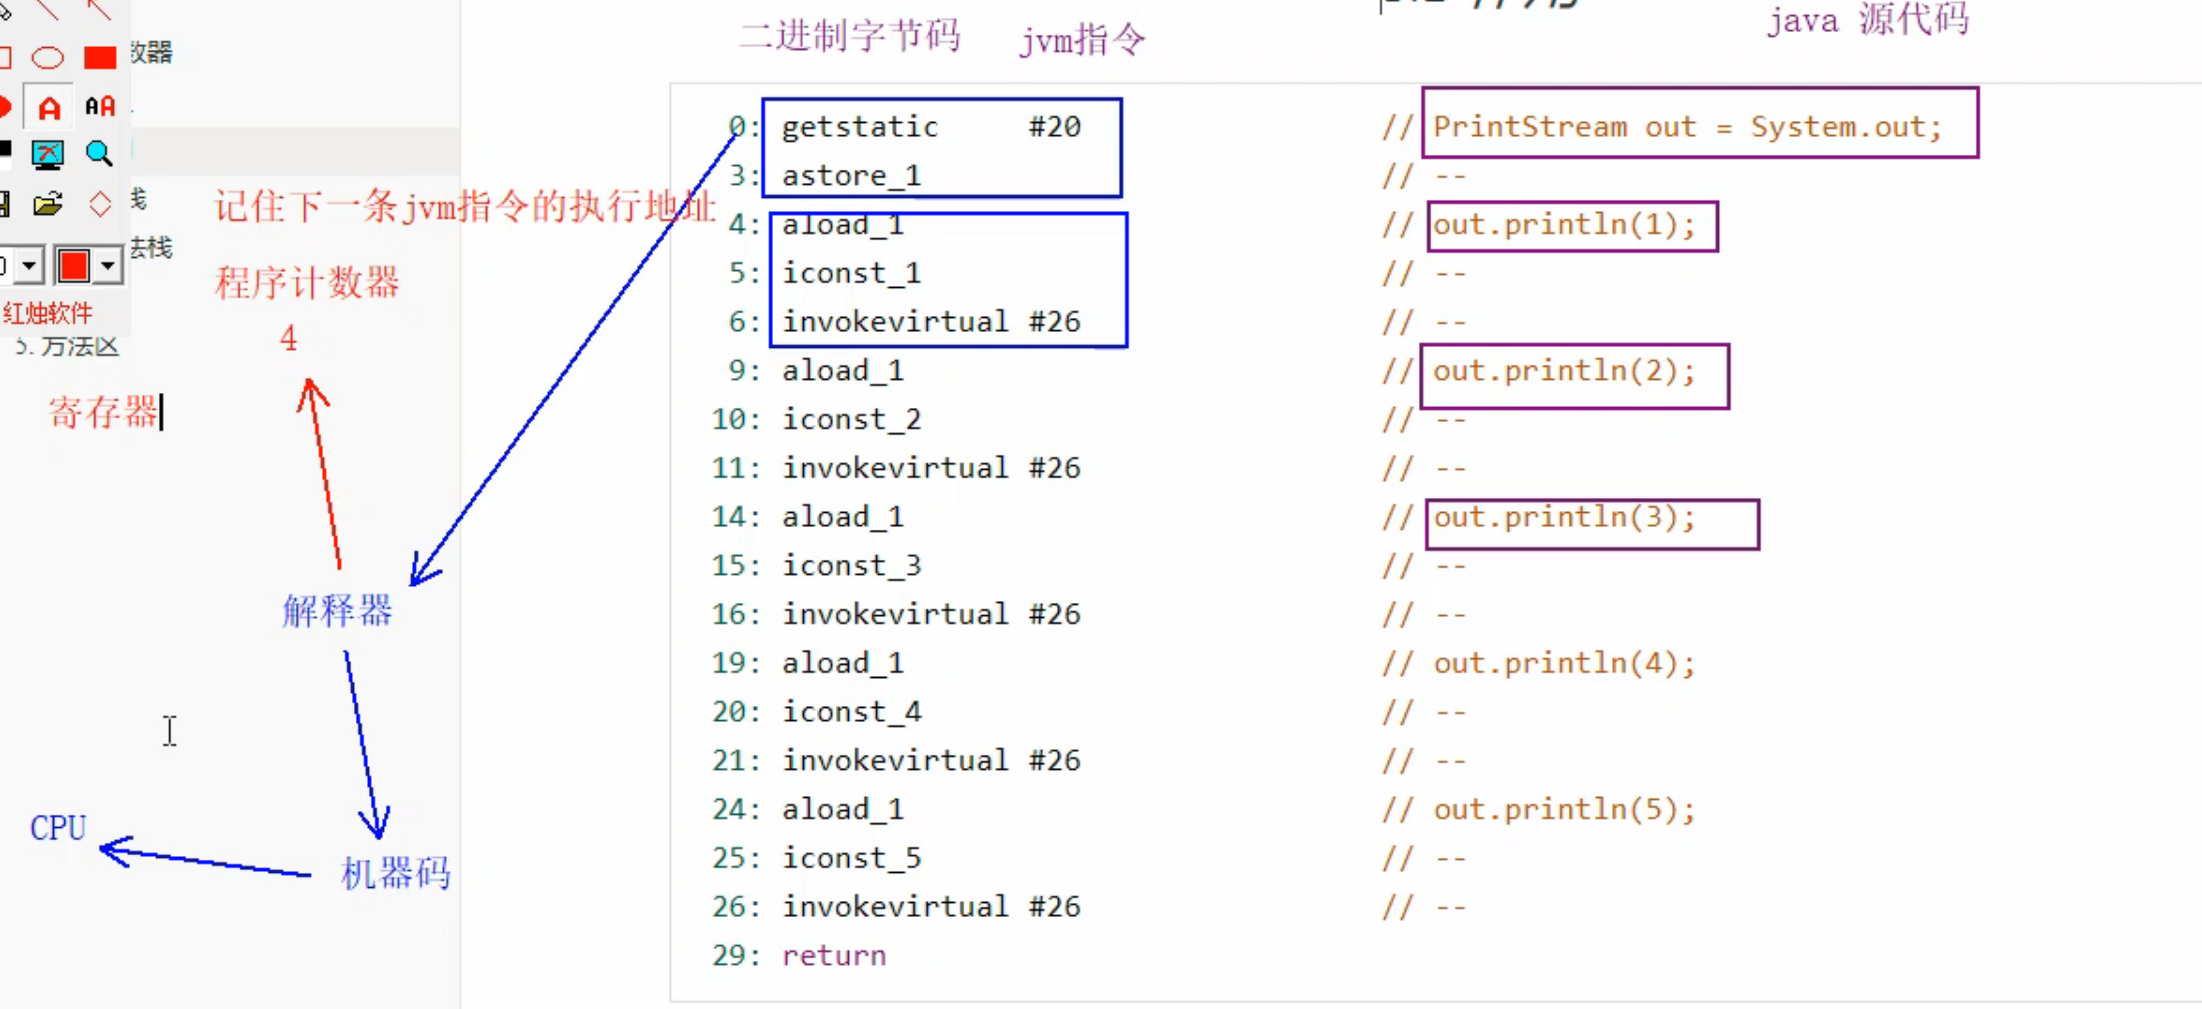 二进制字节码 jvm指令 java 源代码
数器
栈
法栈
红烛软件
5. 方法区
记住下一条jvm指令的执行地址
程序计数器
4
寄存器
解释器
CPU
机器码
0: getstatic #20 // PrintStream out = System.out;
3: astore_1 // --
4: aload_1 // out.println(1);
5: iconst_1 // --
6: invokevirtual #26 // --
9: aload_1 // out.println(2);
10: iconst_2 // --
11: invokevirtual #26 // --
14: aload_1 // out.println(3);
15: iconst_3 // --
16: invokevirtual #26 // --
19: aload_1 // out.println(4);
20: iconst_4 // --
21: invokevirtual #26 // --
24: aload_1 // out.println(5);
25: iconst_5 // --
26: invokevirtual #26 // --
29: return